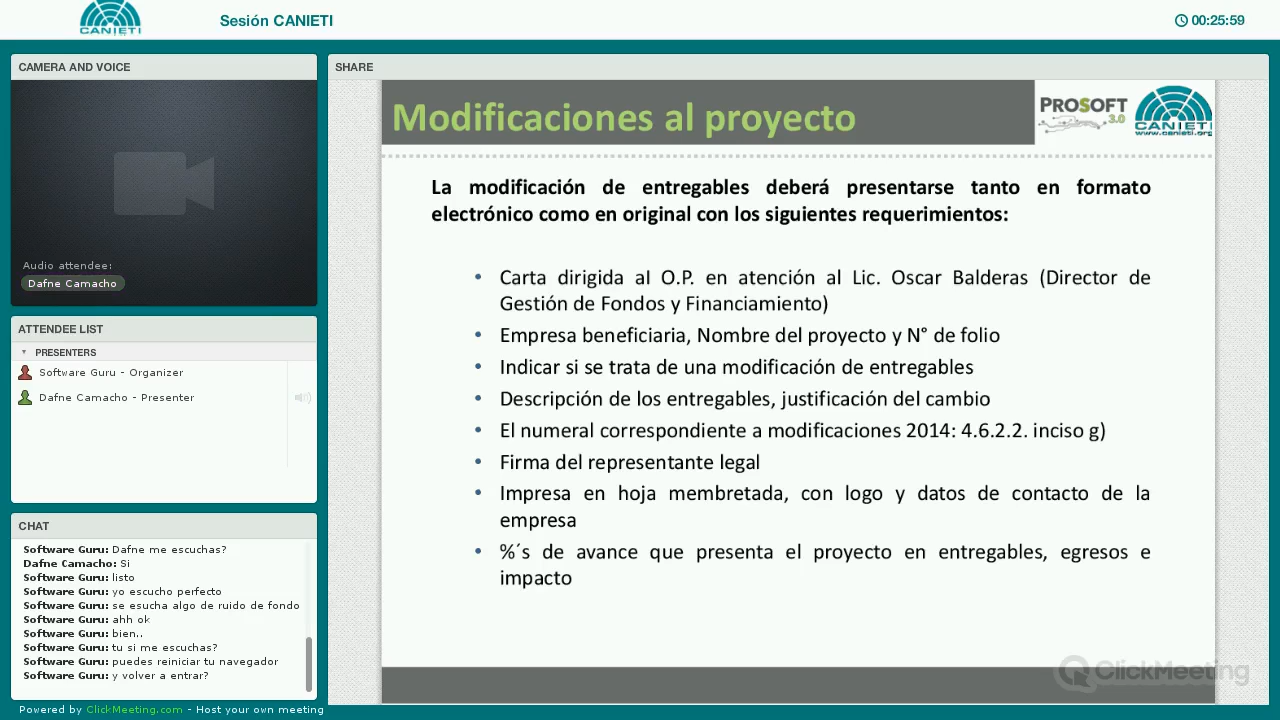 CANIETI
Sesión CANIETI
00:25:59
CAMERA AND VOICE
Audio attendee:
Dafne Camacho
ATTENDEE LIST
PRESENTERS
Software Guru - Organizer
Dafne Camacho - Presenter
CHAT
Software Guru: Dafne me escuchas?
Dafne Camacho: Si
Software Guru: listo
Software Guru: yo escucho perfecto
Software Guru: se esucha algo de ruido de fondo
Software Guru: ahh ok
Software Guru: bien..
Software Guru: tu si me escuchas?
Software Guru: puedes reiniciar tu navegador
Software Guru: y volver a entrar?
Powered by ClickMeeting.com - Host your own meeting
SHARE
Modificaciones al proyecto
PROSOFT
3.0
CANIETI
www.canieti.org
La modificación de entregables deberá presentarse tanto en formato
electrónico como en original con los siguientes requerimientos:
• Carta dirigida al O.P. en atención al Lic. Oscar Balderas (Director de
Gestión de Fondos y Financiamiento)
• Empresa beneficiaria, Nombre del proyecto y N° de folio
• Indicar si se trata de una modificación de entregables
• Descripción de los entregables, justificación del cambio
• El numeral correspondiente a modificaciones 2014: 4.6.2.2. inciso g)
• Firma del representante legal
• Impresa en hoja membretada, con logo y datos de contacto de la
empresa
• %´s de avance que presenta el proyecto en entregables, egresos e
impacto
ClickMeeting